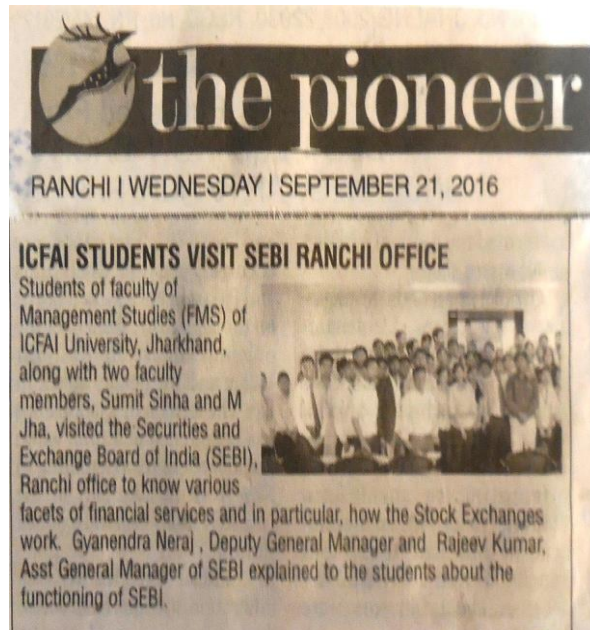 the pioneer
RANCHI I WEDNESDAY I SEPTEMBER 21, 2016
ICFAI STUDENTS VISIT SEBI RANCHI OFFICE
Students of faculty of
Management Studies (FMS) of
ICFAI University, Jharkhand,
along with two faculty
members, Sumit Sinha and M
Jha, visited the Securities and
Exchange Board of India (SEBI),
Ranchi office to know various
facets of financial services and in particular, how the Stock Exchanges
work. Gyanendra Neraj , Deputy General Manager and Rajeev Kumar,
Asst General Manager of SEBI explained to the students about the
functioning of SEBI.